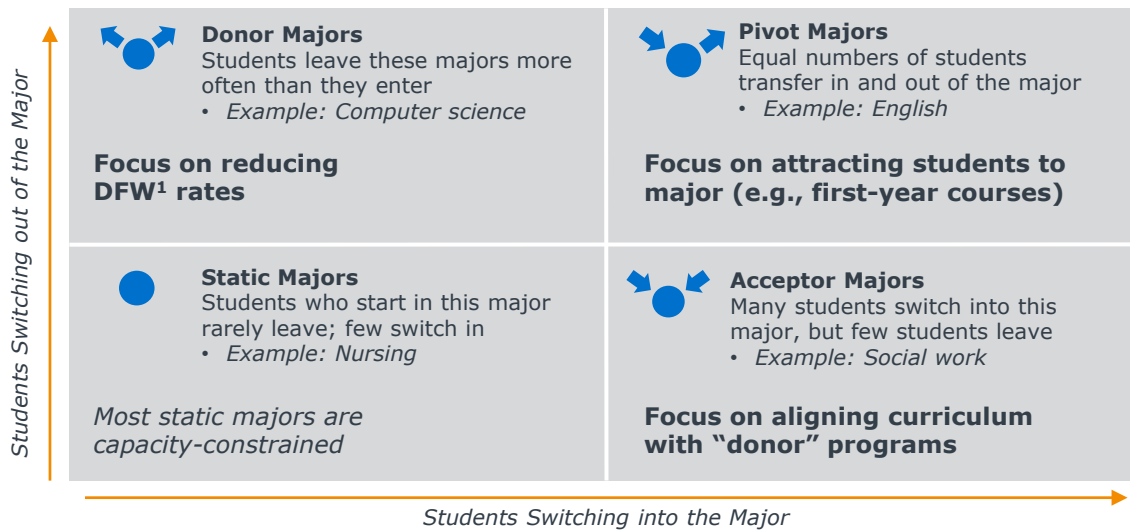 Students Switching out of the Major
Donor Majors
Students leave these majors more
often than they enter
• Example: Computer science
Focus on reducing
DFW¹ rates
Pivot Majors
Equal numbers of students
transfer in and out of the major
• Example: English
Focus on attracting students to
major (e.g., first-year courses)
Static Majors
Students who start in this major
rarely leave; few switch in
• Example: Nursing
Most static majors are
capacity-constrained
Acceptor Majors
Many students switch into this
major, but few students leave
• Example: Social work
Focus on aligning curriculum
with “donor” programs
Students Switching into the Major